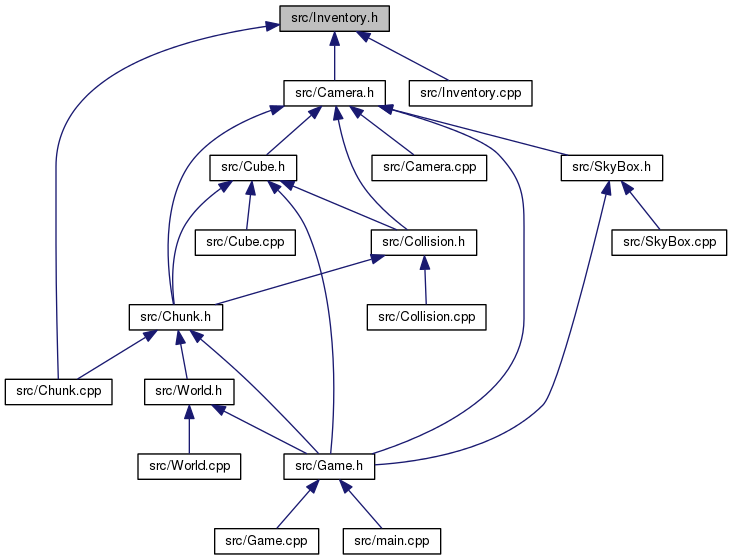 src/Inventory.h
src/Camera.h
src/Inventory.cpp
src/Cube.h
src/Camera.cpp
src/SkyBox.h
src/Cube.cpp
src/Collision.h
src/SkyBox.cpp
src/Chunk.h
src/Collision.cpp
src/Chunk.cpp
src/World.h
src/World.cpp
src/Game.h
src/Game.cpp
src/main.cpp